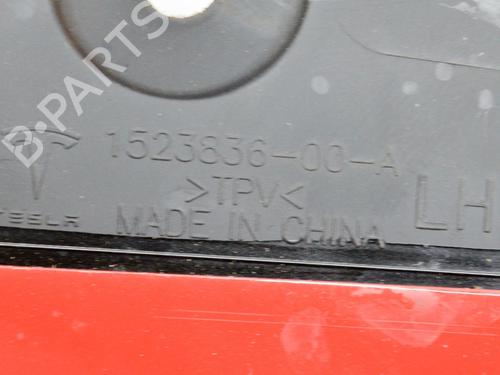 B-PARTS
1523836-00-A
>TPV<
LH
MADE IN CHINA
TESLA